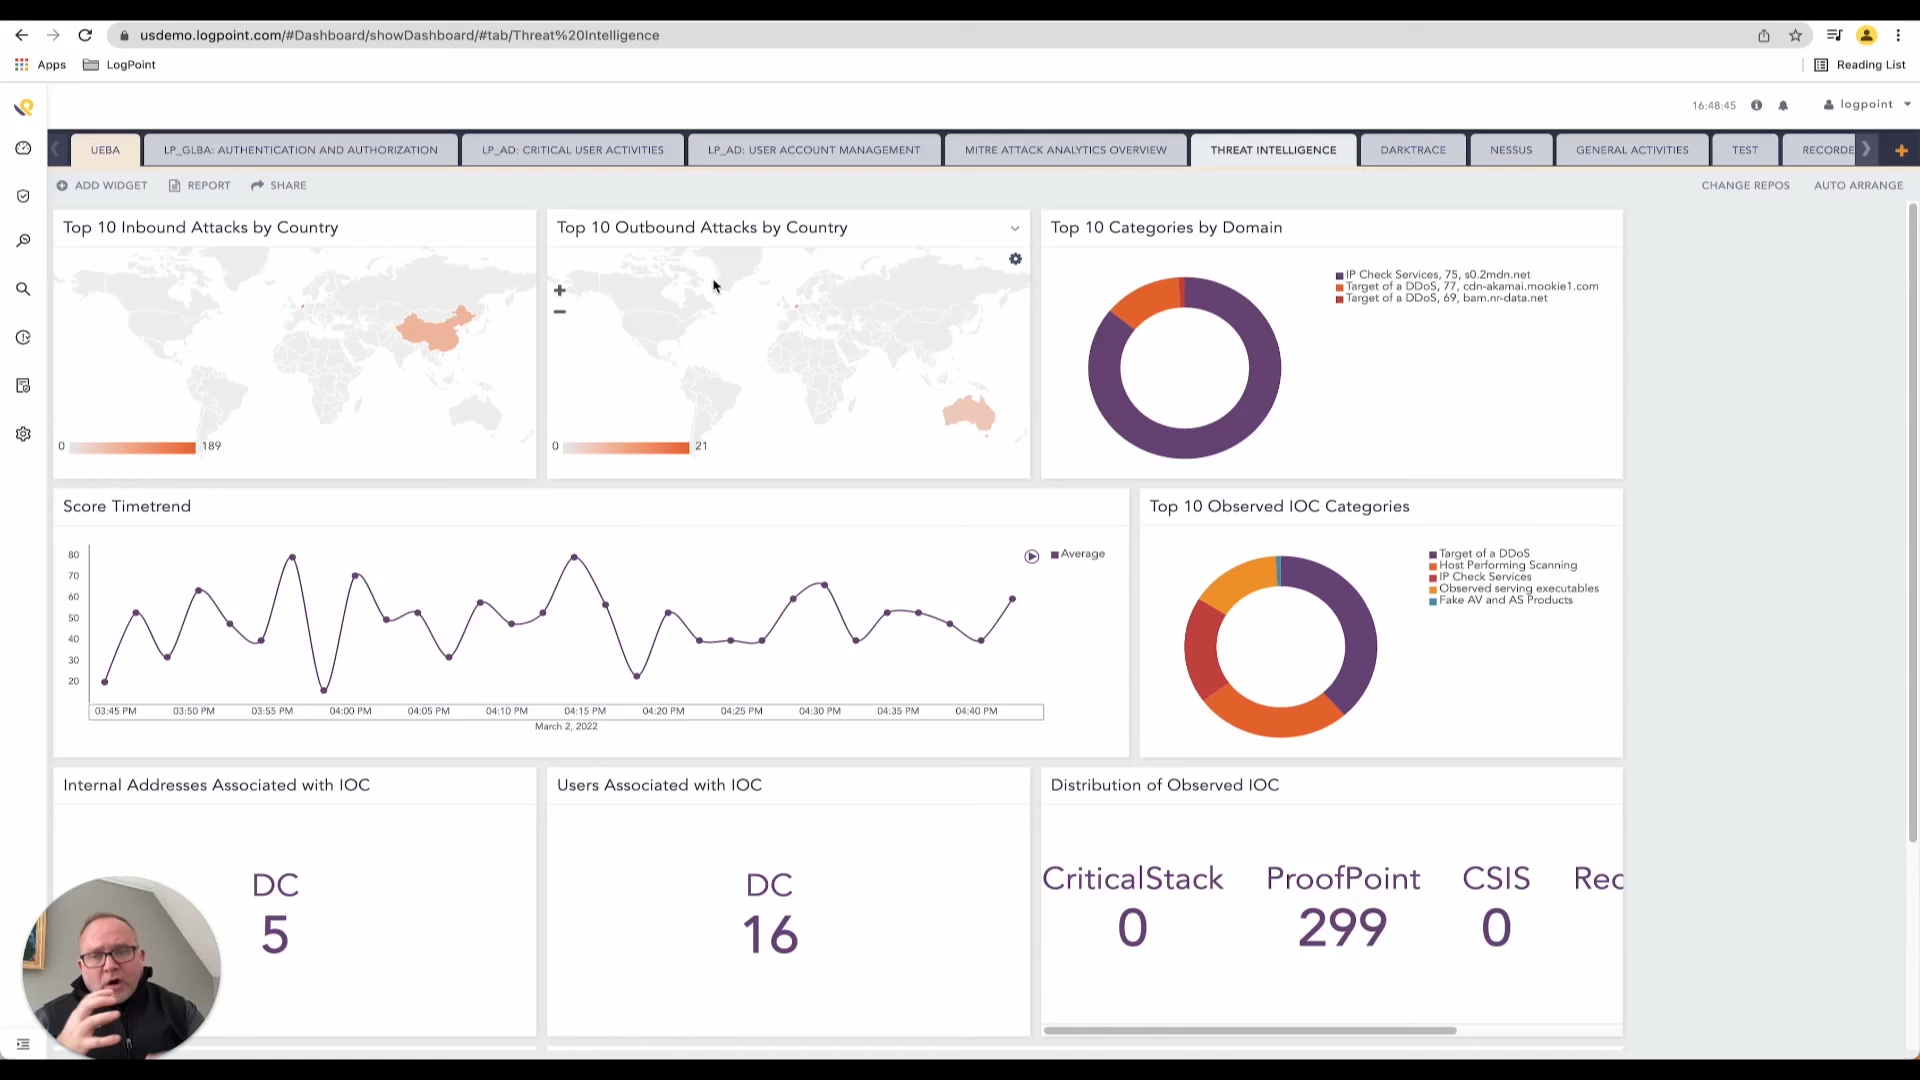 usdemo.logpoint.com/#Dashboard/showDashboard/#tab/Threat%20Intelligence
Apps LogPoint Reading List
16:48:45 logpoint
UEBA LP_GLBA: AUTHENTICATION AND AUTHORIZATION LP_AD: CRITICAL USER ACTIVITIES LP_AD: USER ACCOUNT MANAGEMENT MITRE ATTACK ANALYTICS OVERVIEW THREAT INTELLIGENCE DARKTRACE NESSUS GENERAL ACTIVITIES TEST RECORDE
ADD WIDGET REPORT SHARE CHANGE REPOS AUTO ARRANGE
Top 10 Inbound Attacks by Country
0 189
Top 10 Outbound Attacks by Country
0 21
Top 10 Categories by Domain
IP Check Services, 75, s0.2mdn.net
Target of a DDoS, 77, cdn-akamai.mookie1.com
Target of a DDoS, 69, bam.nr-data.net
Score Timetrend
Average
80
70
60
50
40
30
20
03:45 PM 03:50 PM 03:55 PM 04:00 PM 04:05 PM 04:10 PM 04:15 PM 04:20 PM 04:25 PM 04:30 PM 04:35 PM 04:40 PM
March 2, 2022
Top 10 Observed IOC Categories
Target of a DDoS
Host Performing Scanning
IP Check Services
Observed serving executables
Fake AV and AS Products
Internal Addresses Associated with IOC
DC
5
Users Associated with IOC
DC
16
Distribution of Observed IOC
CriticalStack ProofPoint CSIS Rec
0 299 0